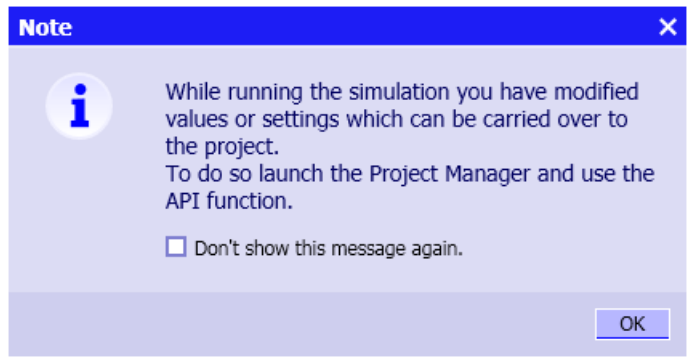 Note
While running the simulation you have modified
values or settings which can be carried over to
the project.
To do so launch the Project Manager and use the
API function.
Don't show this message again.
OK